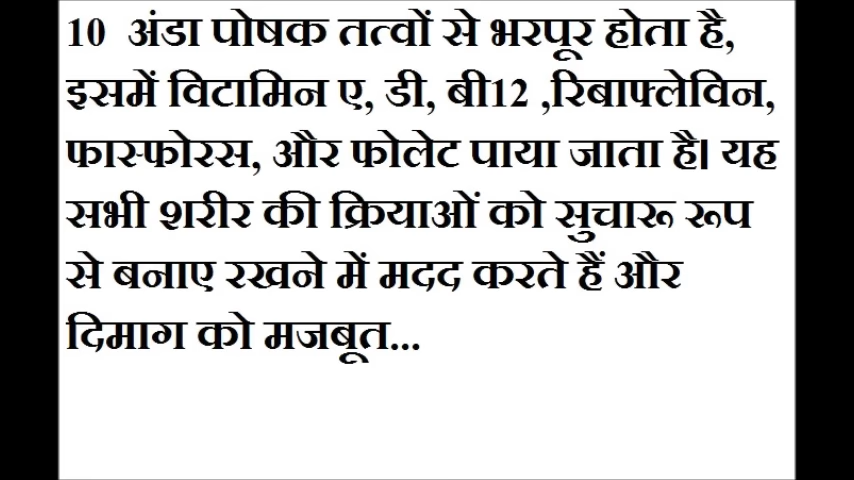 10 अंडा पोषक तत्वों से भरपूर होता है,
इसमें विटामिन ए, डी, बी12 ,रिबाफ्लेविन,
फास्फोरस, और फोलेट पाया जाता है। यह
सभी शरीर की क्रियाओं को सुचारू रूप
से बनाए रखने में मदद करते हैं और
दिमाग को मजबूत...